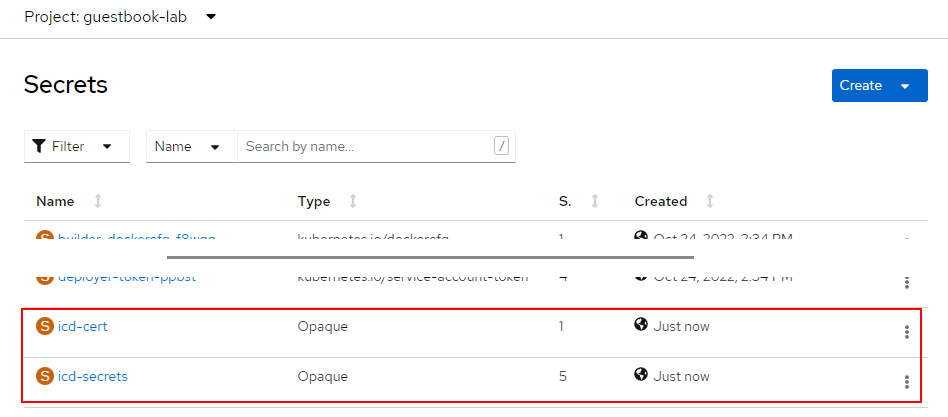 Project: guestbook-lab
Secrets
Create
Filter
Name
Search by name...
/
Name Type S. Created
S builder-dockercfg-f8wqg kubernetes.io/dockercfg 1 Oct 24, 2022, 2:34 PM
S deployer-token-ppbst kubernetes.io/service-account-token 4 Oct 24, 2022, 2:34 PM
S icd-cert Opaque 1 Just now
S icd-secrets Opaque 5 Just now